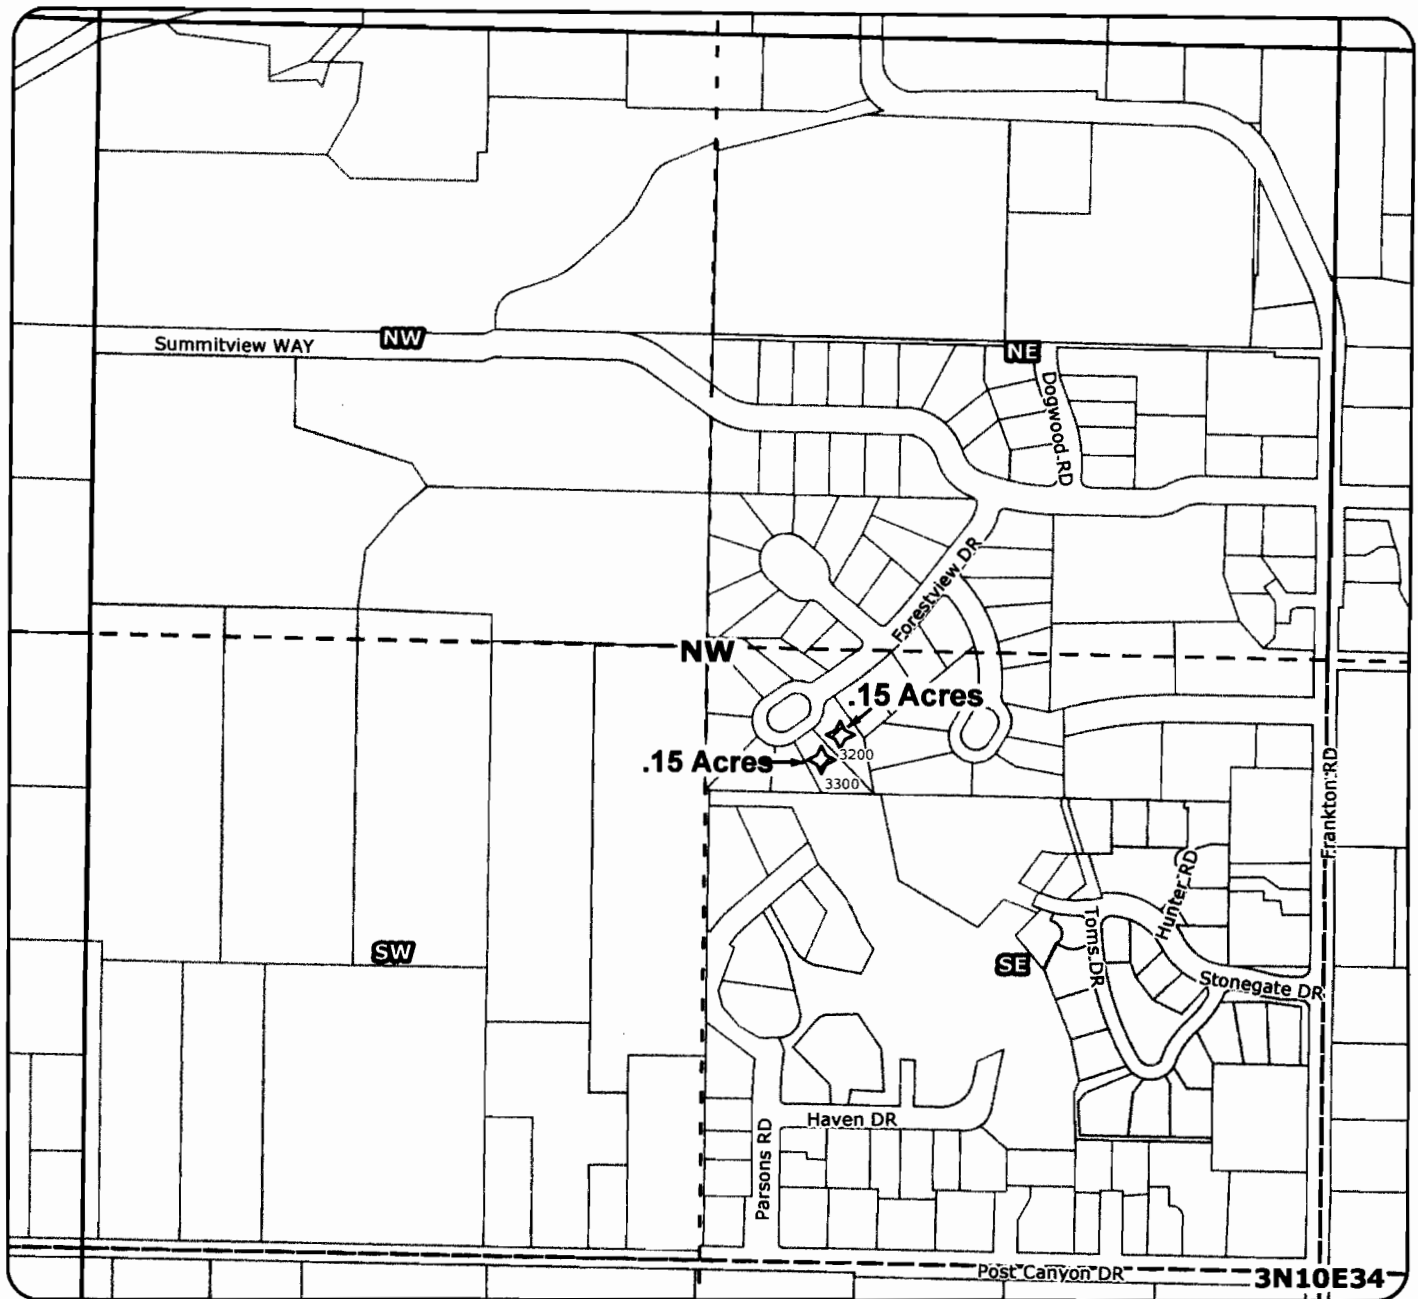 NW
Summitview WAY
NE
Dogwood RD
Forestview DR
NW
.15 Acres
.15 Acres
3200
3300
Frankton RD
Hunter RD
Toms DR
SW
SE
Stonegate DR
Haven DR
Parsons RD
Post Canyon DR
3N10E34